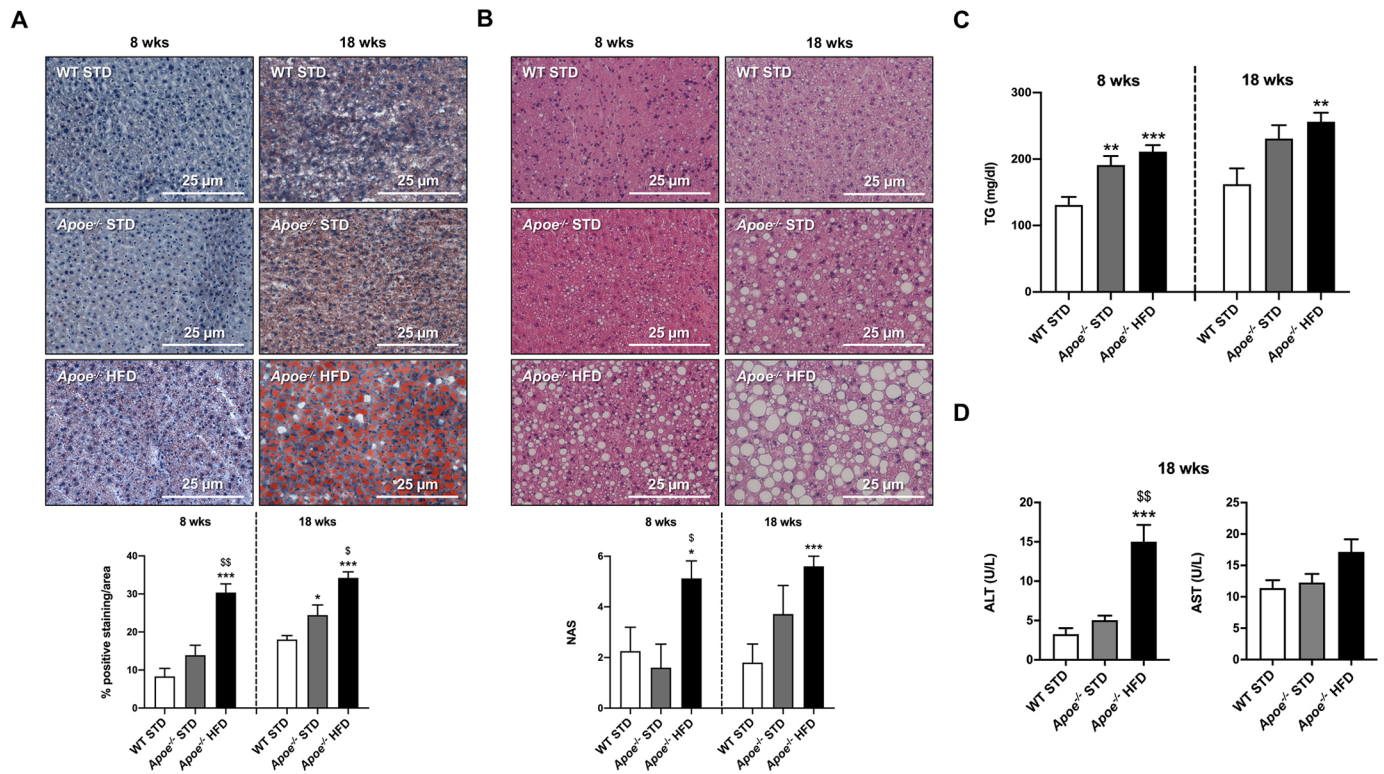 A
8 wks
18 wks
WT STD
25 µm
WT STD
25 µm
Apoe-/- STD
25 µm
Apoe-/- STD
25 µm
Apoe-/- HFD
25 µm
Apoe-/- HFD
25 µm
8 wks
18 wks
% positive staining/area
40
30
20
10
0
$$
***
*
$
***
WT STD
Apoe-/- STD
Apoe-/- HFD
WT STD
Apoe-/- STD
Apoe-/- HFD
B
8 wks
18 wks
WT STD
25 µm
WT STD
25 µm
Apoe-/- STD
25 µm
Apoe-/- STD
25 µm
Apoe-/- HFD
25 µm
Apoe-/- HFD
25 µm
8 wks
18 wks
NAS
6
4
2
0
$
*
***
WT STD
Apoe-/- STD
Apoe-/- HFD
WT STD
Apoe-/- STD
Apoe-/- HFD
C
8 wks
18 wks
TG (mg/dl)
300
200
100
0
**
***
**
WT STD
Apoe-/- STD
Apoe-/- HFD
WT STD
Apoe-/- STD
Apoe-/- HFD
D
18 wks
ALT (U/L)
20
15
10
5
0
$$
***
WT STD
Apoe-/- STD
Apoe-/- HFD
AST (U/L)
25
20
15
10
5
0
WT STD
Apoe-/- STD
Apoe-/- HFD